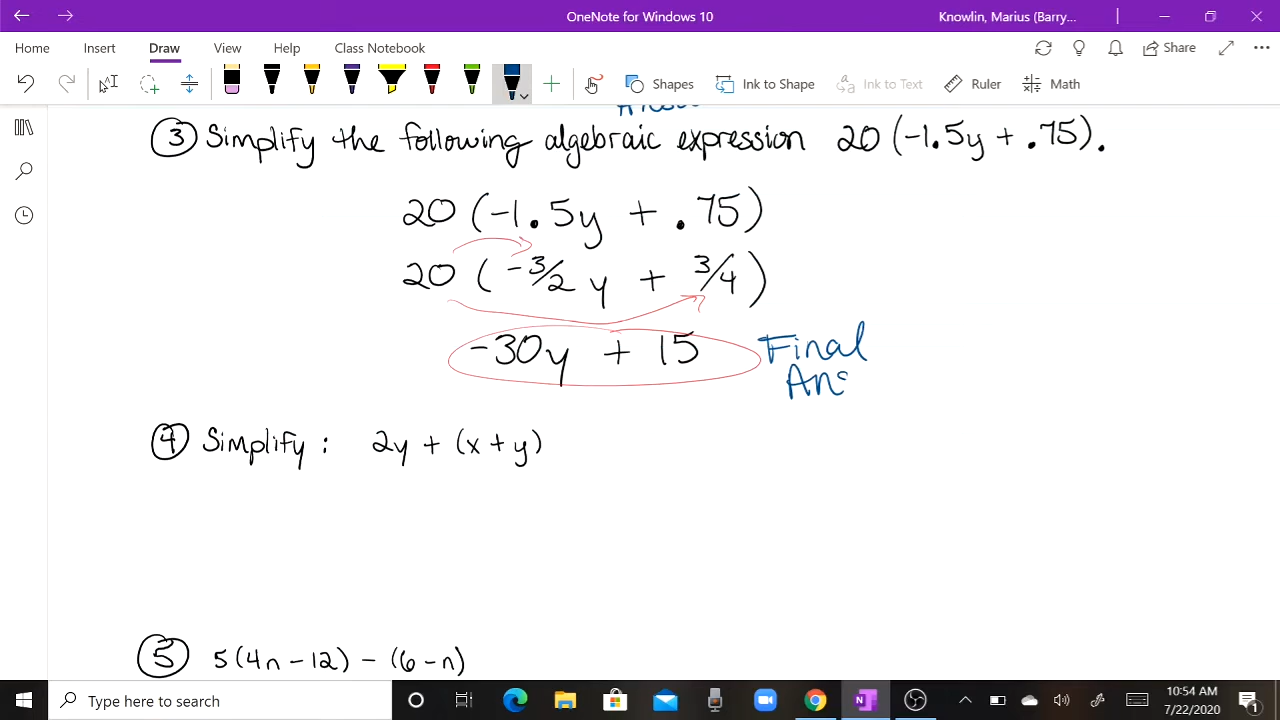 OneNote for Windows 10
Knowlin, Marius (Barry...
Home Insert Draw View Help Class Notebook Share
Shapes Ink to Shape Ink to Text Ruler Math
③ Simplify the following algebraic expression 20(-1.5y + .75).
20(-1.5y + .75)
20(-3/2 y + 3/4)
-30y + 15 Final
Ans
④ Simplify: 2y + (x + y)
⑤ 5(4n - 12) - (6 - n)
Type here to search
10:54 AM
7/22/2020
1